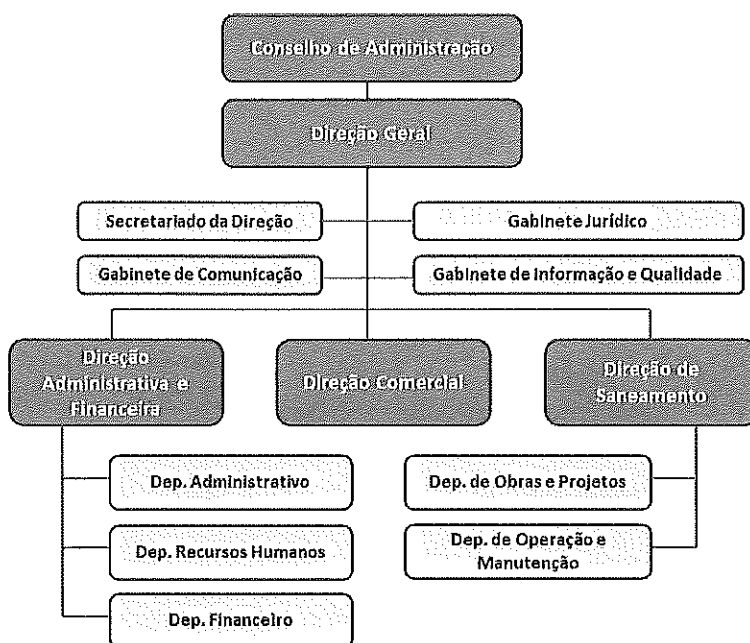 Conselho de Administração
Direção Geral
Secretariado da Direção
Gabinete Jurídico
Gabinete de Comunicação
Gabinete de Informação e Qualidade
Direção
Administrativa e
Financeira
Direção Comercial
Direção de
Saneamento
Dep. Administrativo
Dep. Recursos Humanos
Dep. Financeiro
Dep. de Obras e Projetos
Dep. de Operação e
Manutenção